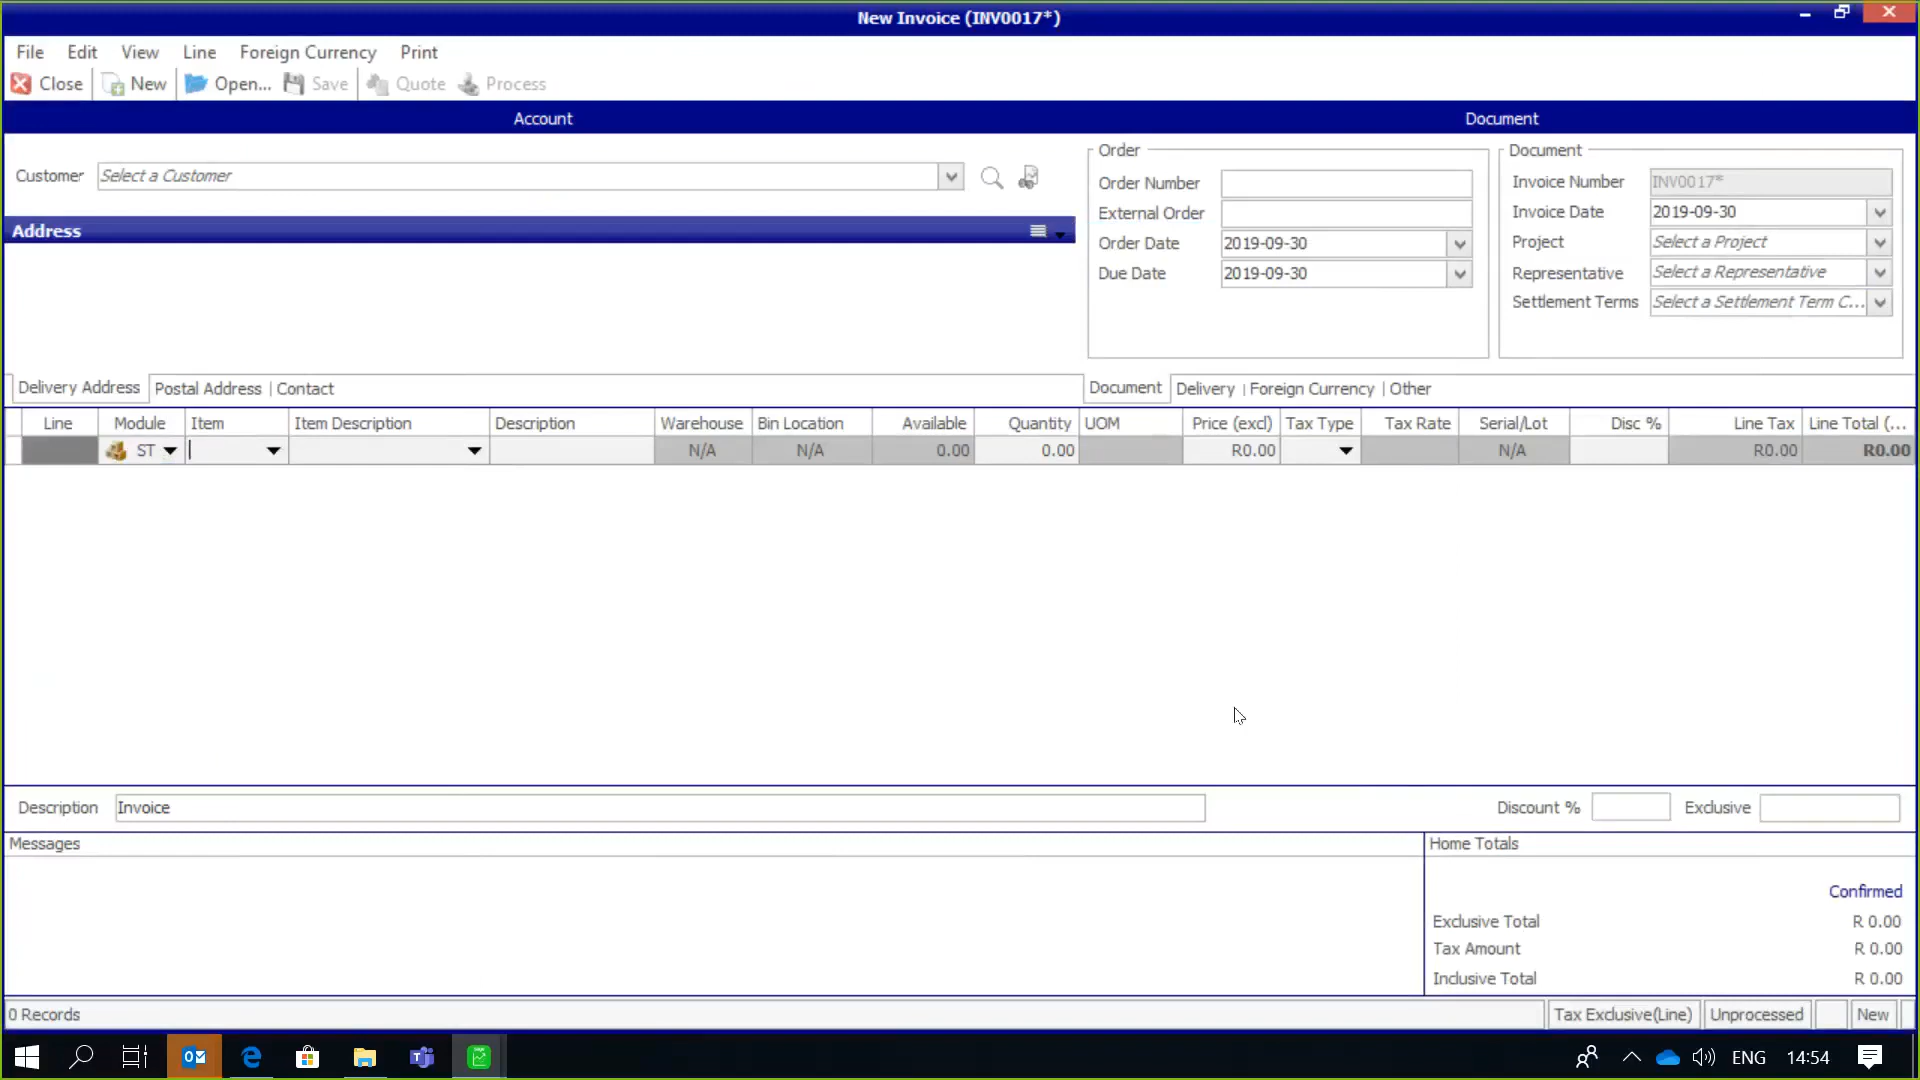 New Invoice (INV0017*)
File Edit View Line Foreign Currency Print
Close New Open... Save Quote Process
Account Document
Customer Select a Customer
Address
Order
Order Number
External Order
Order Date 2019-09-30
Due Date 2019-09-30
Document
Invoice Number INV0017*
Invoice Date 2019-09-30
Project Select a Project
Representative Select a Representative
Settlement Terms Select a Settlement Term C...
Delivery Address Postal Address | Contact
Document Delivery | Foreign Currency | Other
Line Module Item Item Description Description Warehouse Bin Location Available Quantity UOM Price (excl) Tax Type Tax Rate Serial/Lot Disc % Line Tax Line Total (...
ST N/A N/A 0.00 0.00 R0.00 N/A R0.00 R0.00
Description Invoice Discount % Exclusive
Messages
Home Totals
Confirmed
Exclusive Total R 0.00
Tax Amount R 0.00
Inclusive Total R 0.00
0 Records Tax Exclusive(Line) Unprocessed New
ENG 14:54